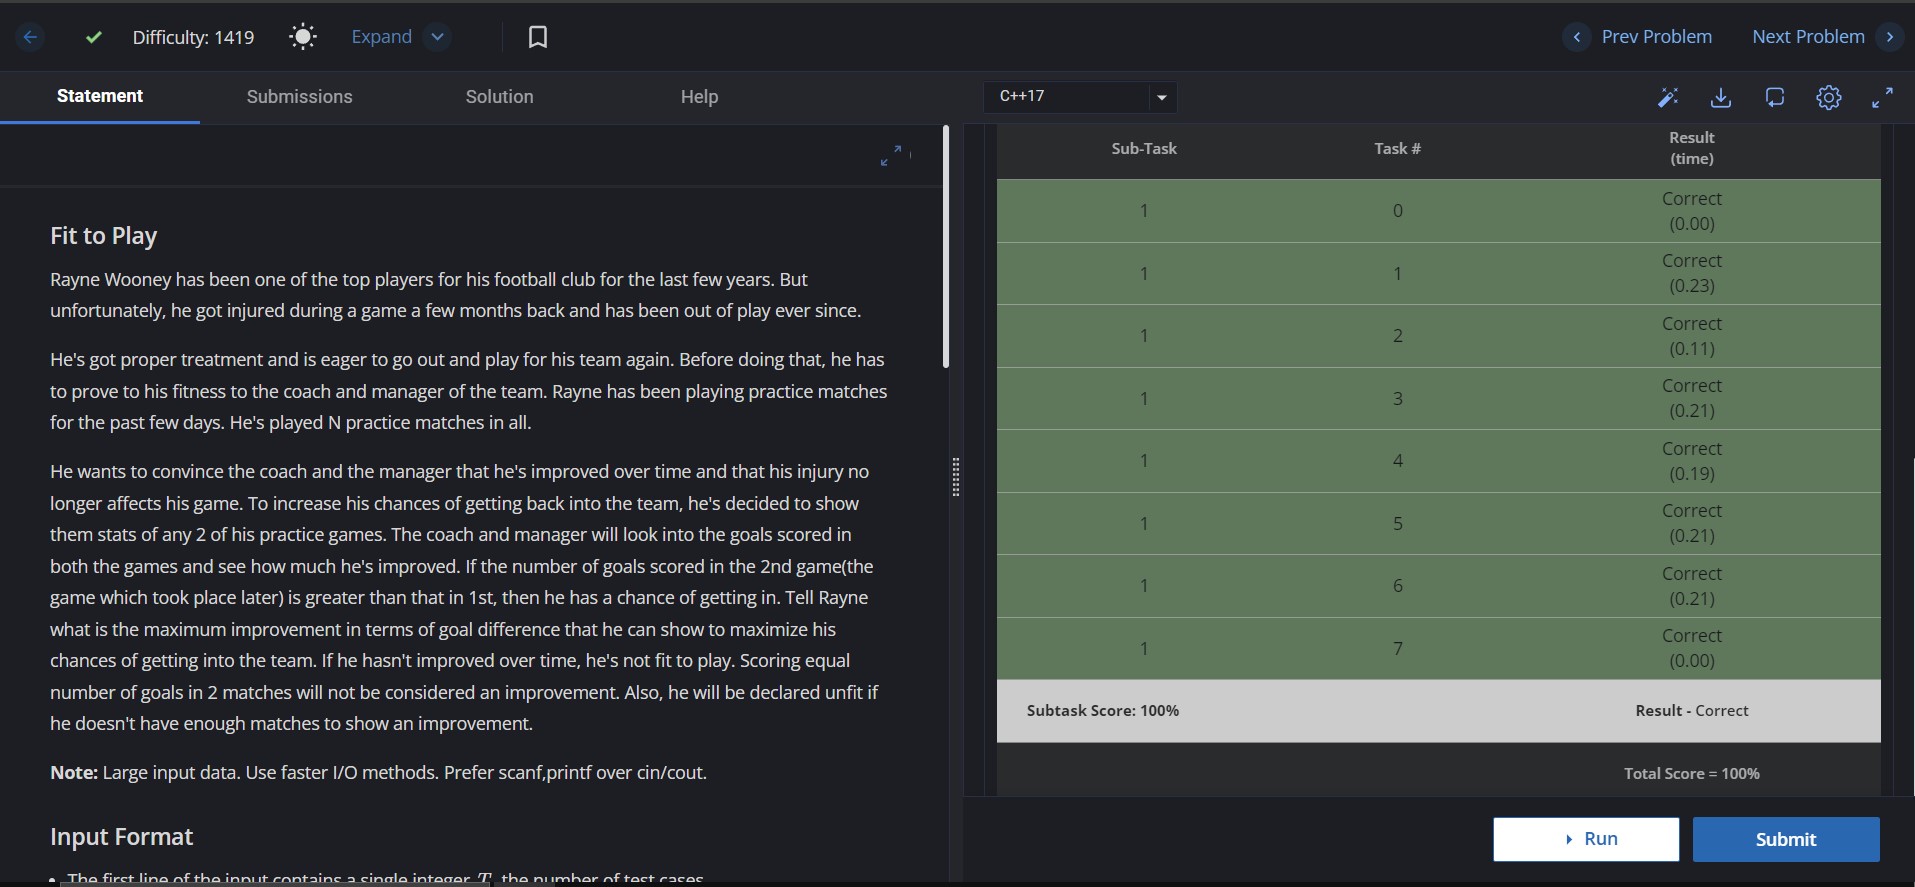 Difficulty: 1419
Expand
Prev Problem
Next Problem
Statement
Submissions
Solution
Help
C++17
Fit to Play
Rayne Wooney has been one of the top players for his football club for the last few years. But
unfortunately, he got injured during a game a few months back and has been out of play ever since.
He's got proper treatment and is eager to go out and play for his team again. Before doing that, he has
to prove to his fitness to the coach and manager of the team. Rayne has been playing practice matches
for the past few days. He's played N practice matches in all.
He wants to convince the coach and the manager that he's improved over time and that his injury no
longer affects his game. To increase his chances of getting back into the team, he's decided to show
them stats of any 2 of his practice games. The coach and manager will look into the goals scored in
both the games and see how much he's improved. If the number of goals scored in the 2nd game(the
game which took place later) is greater than that in 1st, then he has a chance of getting in. Tell Rayne
what is the maximum improvement in terms of goal difference that he can show to maximize his
chances of getting into the team. If he hasn't improved over time, he's not fit to play. Scoring equal
number of goals in 2 matches will not be considered an improvement. Also, he will be declared unfit if
he doesn't have enough matches to show an improvement.
Note: Large input data. Use faster I/O methods. Prefer scanf,printf over cin/cout.
Input Format
• The first line of the input contains a single integer T, the number of test cases
Sub-Task Task # Result
(time)
1 0 Correct
(0.00)
1 1 Correct
(0.23)
1 2 Correct
(0.11)
1 3 Correct
(0.21)
1 4 Correct
(0.19)
1 5 Correct
(0.21)
1 6 Correct
(0.21)
1 7 Correct
(0.00)
Subtask Score: 100% Result - Correct
Total Score = 100%
Run
Submit